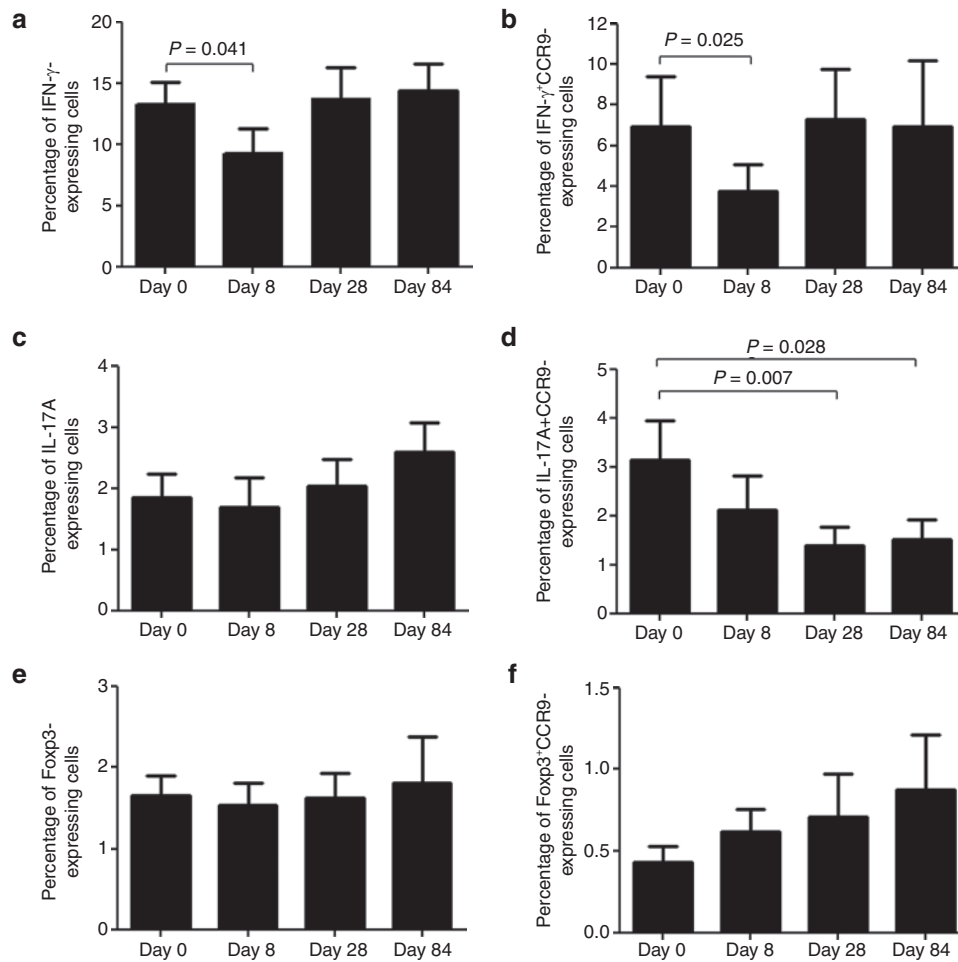 a
Percentage of IFN-γ-
expressing cells
20
15
10
5
0
P = 0.041
Day 0 Day 8 Day 28 Day 84
b
Percentage of IFN-γ⁺CCR9-
expressing cells
12
10
8
6
4
2
0
P = 0.025
Day 0 Day 8 Day 28 Day 84
c
Percentage of IL-17A
expressing cells
4
3
2
1
0
Day 0 Day 8 Day 28 Day 84
d
Percentage of IL-17A+CCR9-
expressing cells
P = 0.028
P = 0.007
5
4
3
2
1
0
Day 0 Day 8 Day 28 Day 84
e
Percentage of Foxp3-
expressing cells
3
2
1
0
Day 0 Day 8 Day 28 Day 84
f
Percentage of Foxp3⁺CCR9-
expressing cells
1.5
1.0
0.5
0.0
Day 0 Day 8 Day 28 Day 84